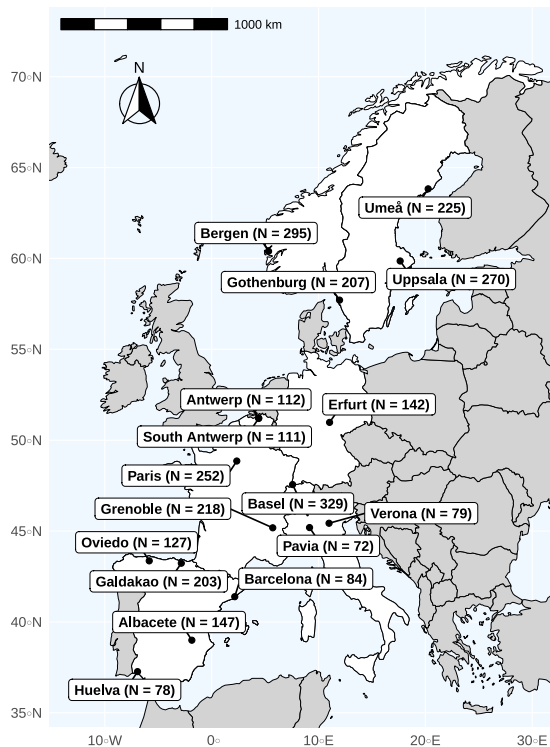 1000 km
N
70°N
65°N
Umeå (N = 225)
Bergen (N = 295)
60°N
Gothenburg (N = 207)
Uppsala (N = 270)
55°N
Antwerp (N = 112)
Erfurt (N = 142)
South Antwerp (N = 111)
50°N
Paris (N = 252)
Basel (N = 329)
Grenoble (N = 218)
Verona (N = 79)
45°N
Oviedo (N = 127)
Pavia (N = 72)
Galdakao (N = 203)
Barcelona (N = 84)
Albacete (N = 147)
40°N
Huelva (N = 78)
35°N
10°W
0°
10°E
20°E
30°E